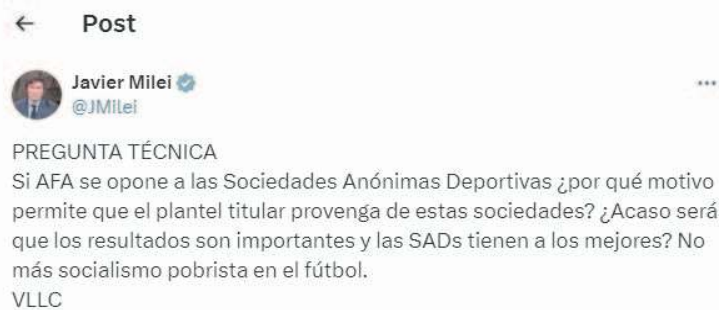 Post
Javier Milei
@JMilei
PREGUNTA TÉCNICA
Si AFA se opone a las Sociedades Anónimas Deportivas ¿por qué motivo
permite que el plantel titular provenga de estas sociedades? ¿Acaso será
que los resultados son importantes y las SADs tienen a los mejores? No
más socialismo pobrista en el fútbol.
VLLC